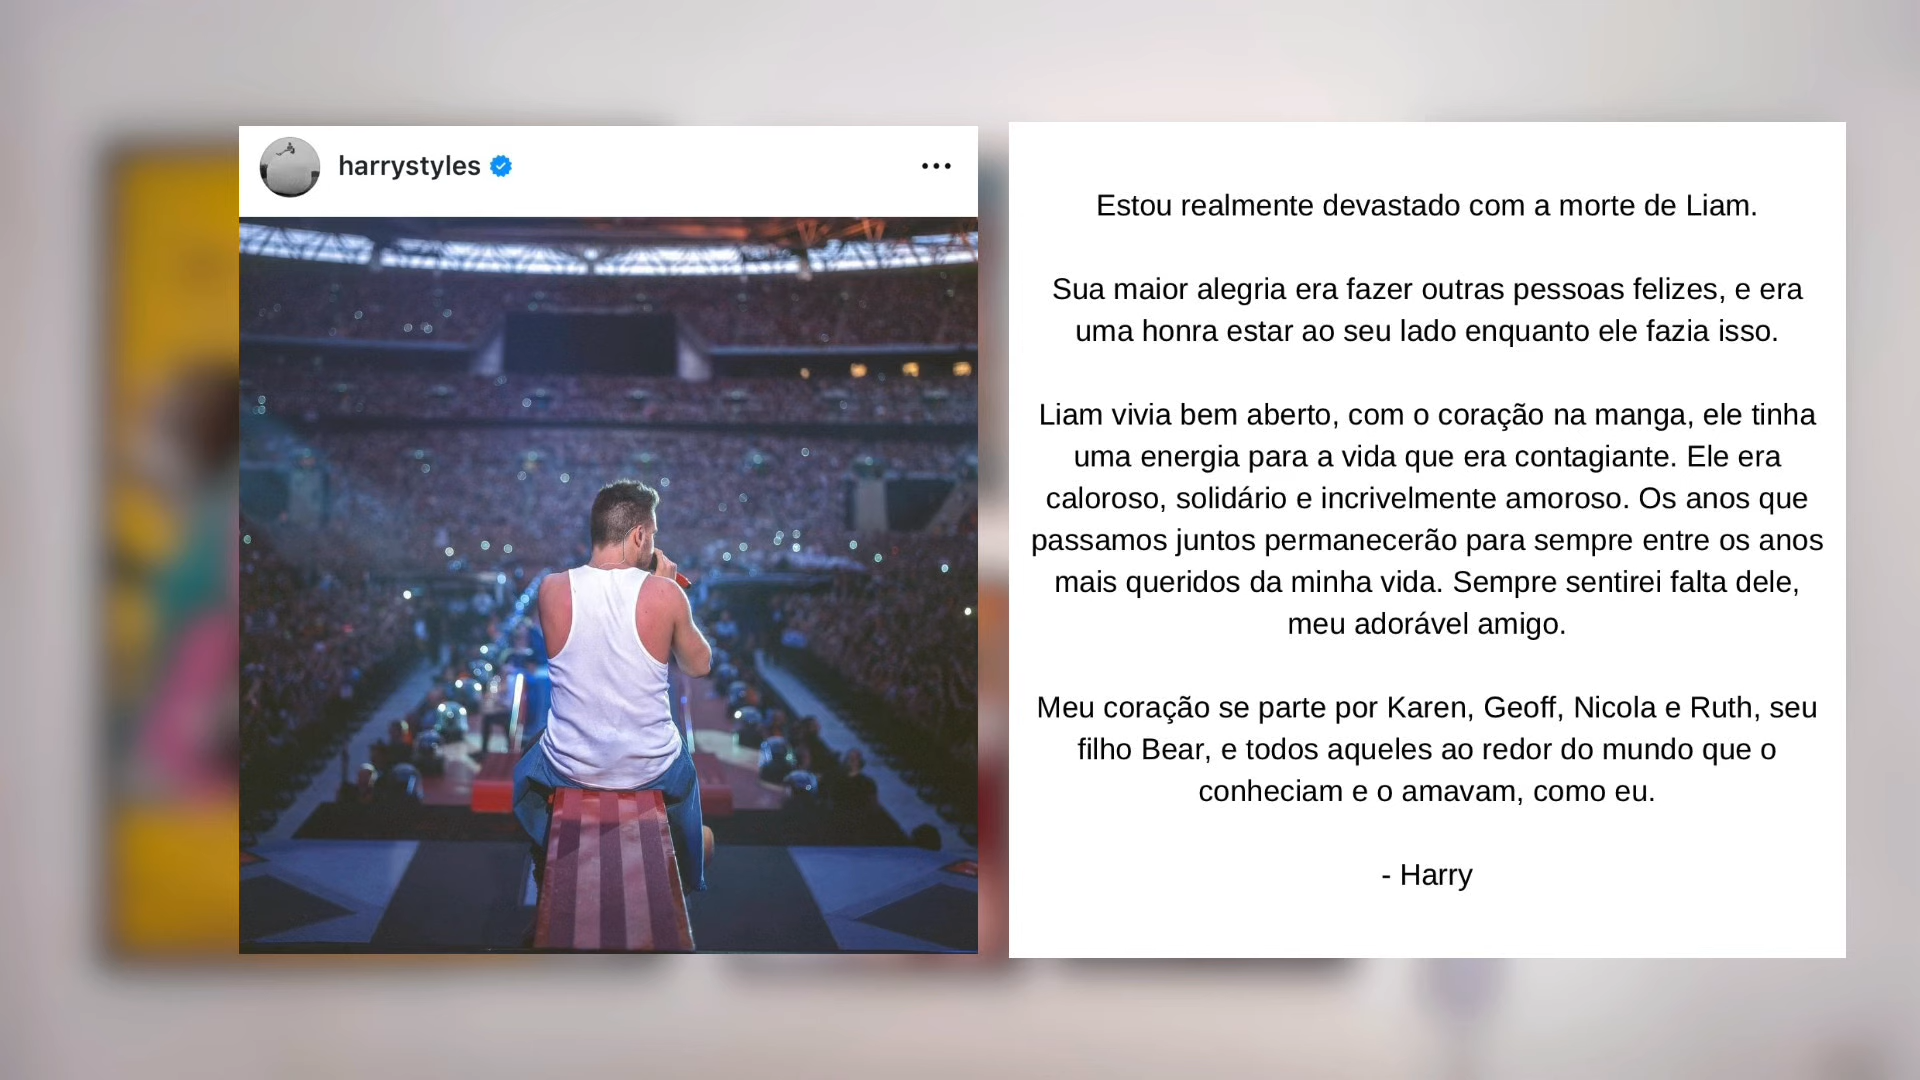 harrystyles
Estou realmente devastado com a morte de Liam.
Sua maior alegria era fazer outras pessoas felizes, e era
uma honra estar ao seu lado enquanto ele fazia isso.
Liam vivia bem aberto, com o coração na manga, ele tinha
uma energia para a vida que era contagiante. Ele era
caloroso, solidário e incrivelmente amoroso. Os anos que
passamos juntos permanecerão para sempre entre os anos
mais queridos da minha vida. Sempre sentirei falta dele,
meu adorável amigo.
Meu coração se parte por Karen, Geoff, Nicola e Ruth, seu
filho Bear, e todos aqueles ao redor do mundo que o
conheciam e o amavam, como eu.
- Harry